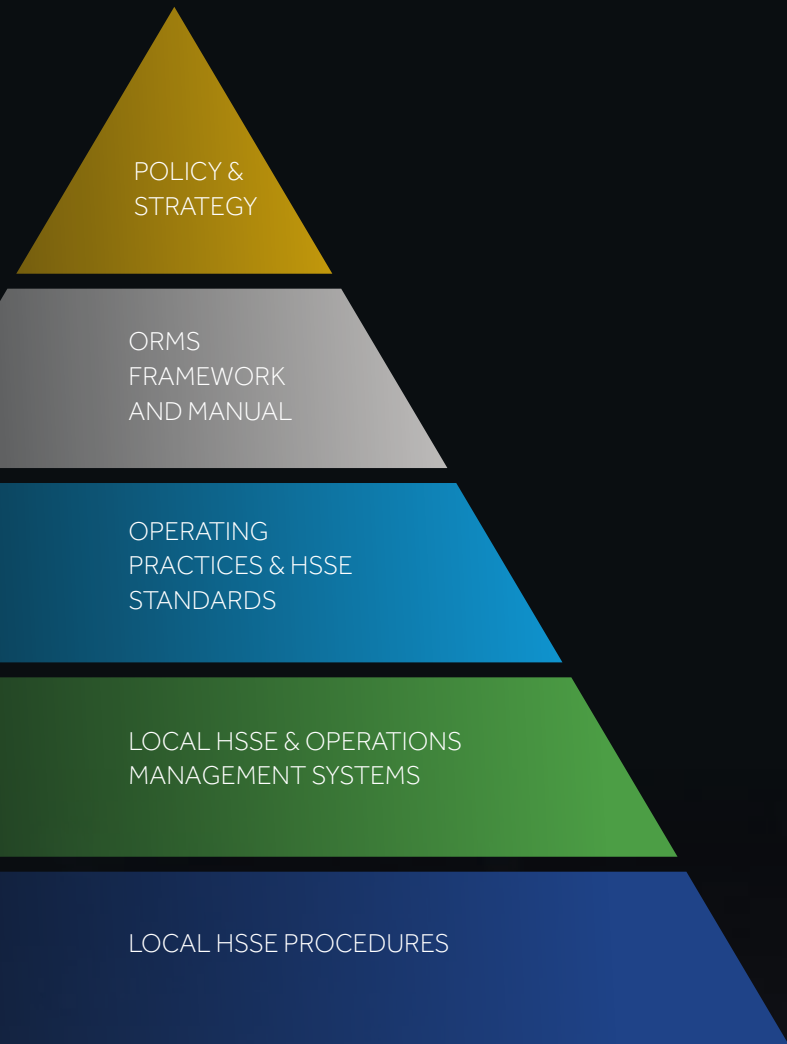 POLICY &
STRATEGY
ORMS
FRAMEWORK
AND MANUAL
OPERATING
PRACTICES & HSSE
STANDARDS
LOCAL HSSE & OPERATIONS
MANAGEMENT SYSTEMS
LOCAL HSSE PROCEDURES